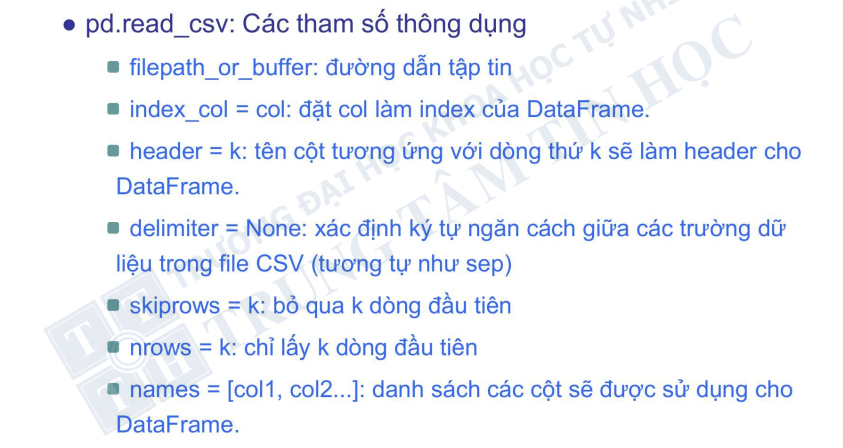 ● pd.read_csv: Các tham số thông dụng
filepath_or_buffer: đường dẫn tập tin
index_col = col: đặt col làm index của DataFrame.
header = k: tên cột tương ứng với dòng thứ k sẽ làm header cho
DataFrame.
delimiter = None: xác định ký tự ngăn cách giữa các trường dữ
liệu trong file CSV (tương tự như sep)
skiprows = k: bỏ qua k dòng đầu tiên
nrows = k: chỉ lấy k dòng đầu tiên
names = [col1, col2...]: danh sách các cột sẽ được sử dụng cho
DataFrame.
TRƯỜNG ĐẠI HỌC KHOA HỌC TỰ
TRUNG TÂM TIN HỌC